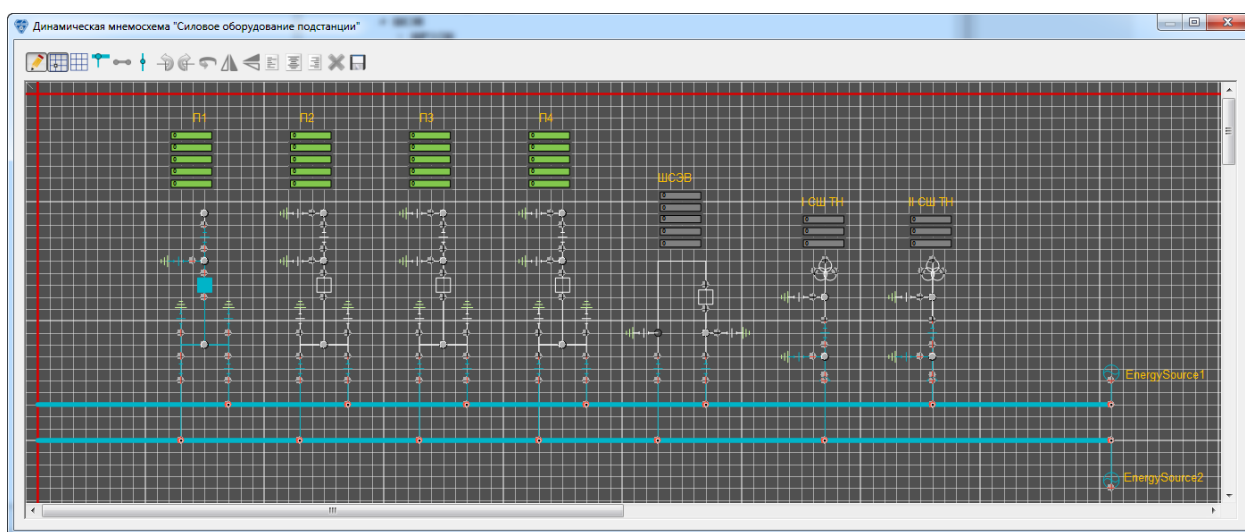 Динамическая мнемосхема "Силовое оборудование подстанции"
П1
П2
П3
П4
ШСЭВ
I СШ ТН
II СШ ТН
EnergySource1
EnergySource2